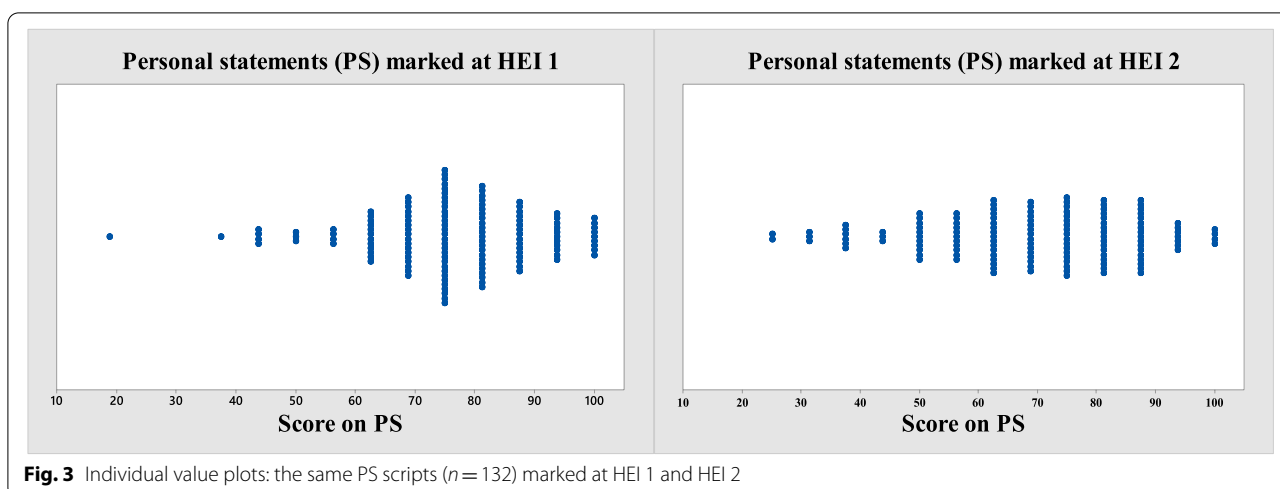 Personal statements (PS) marked at HEI 1
10 20 30 40 50 60 70 80 90 100
Score on PS
Personal statements (PS) marked at HEI 2
10 20 30 40 50 60 70 80 90 100
Score on PS
Fig. 3 Individual value plots: the same PS scripts (n = 132) marked at HEI 1 and HEI 2